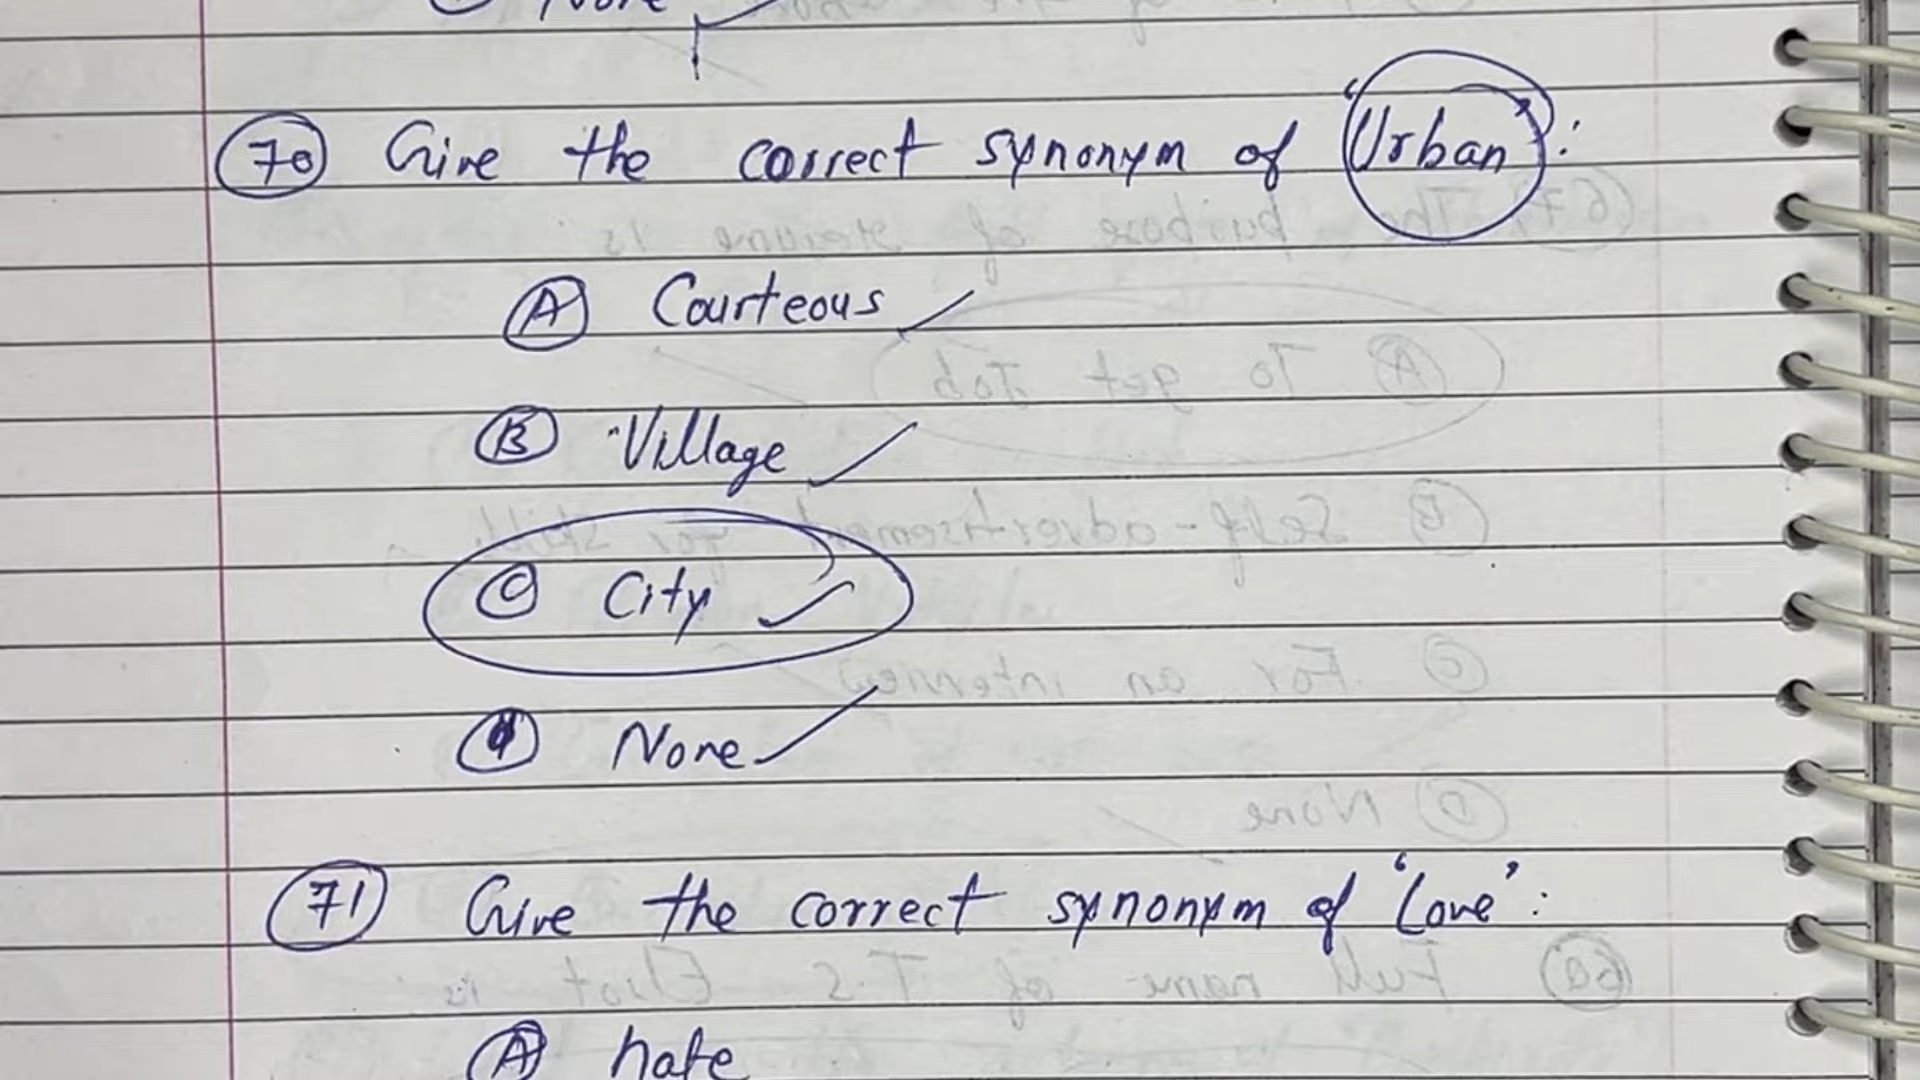 None
70 Give the correct synonym of 'Urban':
A Courteous
B Village
C City
D None
71 Give the correct synonym of 'Love':
A hate